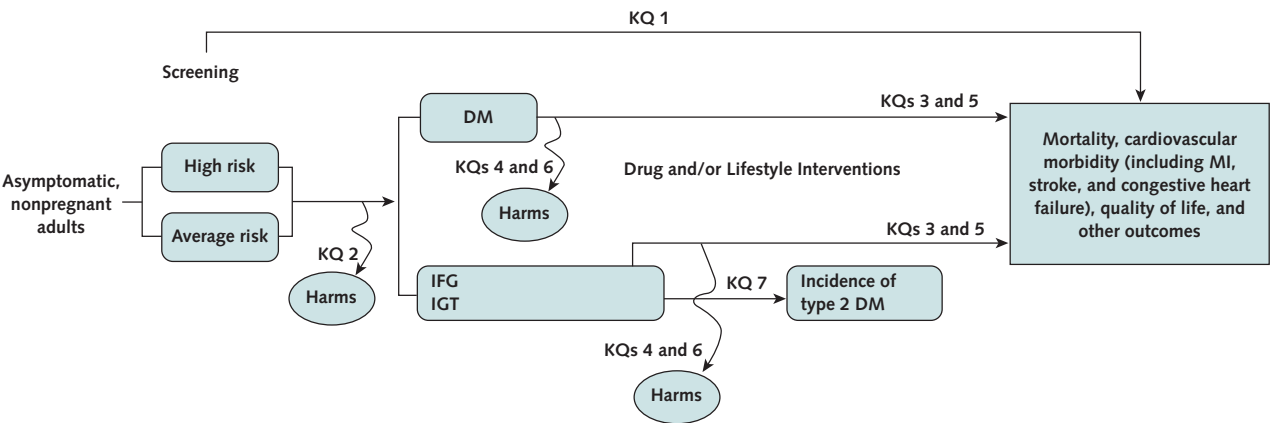 KQ 1
Screening
Asymptomatic,
nonpregnant
adults
High risk
Average risk
KQ 2
Harms
DM
KQs 4 and 6
Harms
KQs 3 and 5
Drug and/or Lifestyle Interventions
IFG
IGT
KQs 3 and 5
KQ 7
Incidence of
type 2 DM
KQs 4 and 6
Harms
Mortality, cardiovascular
morbidity (including MI,
stroke, and congestive heart
failure), quality of life, and
other outcomes